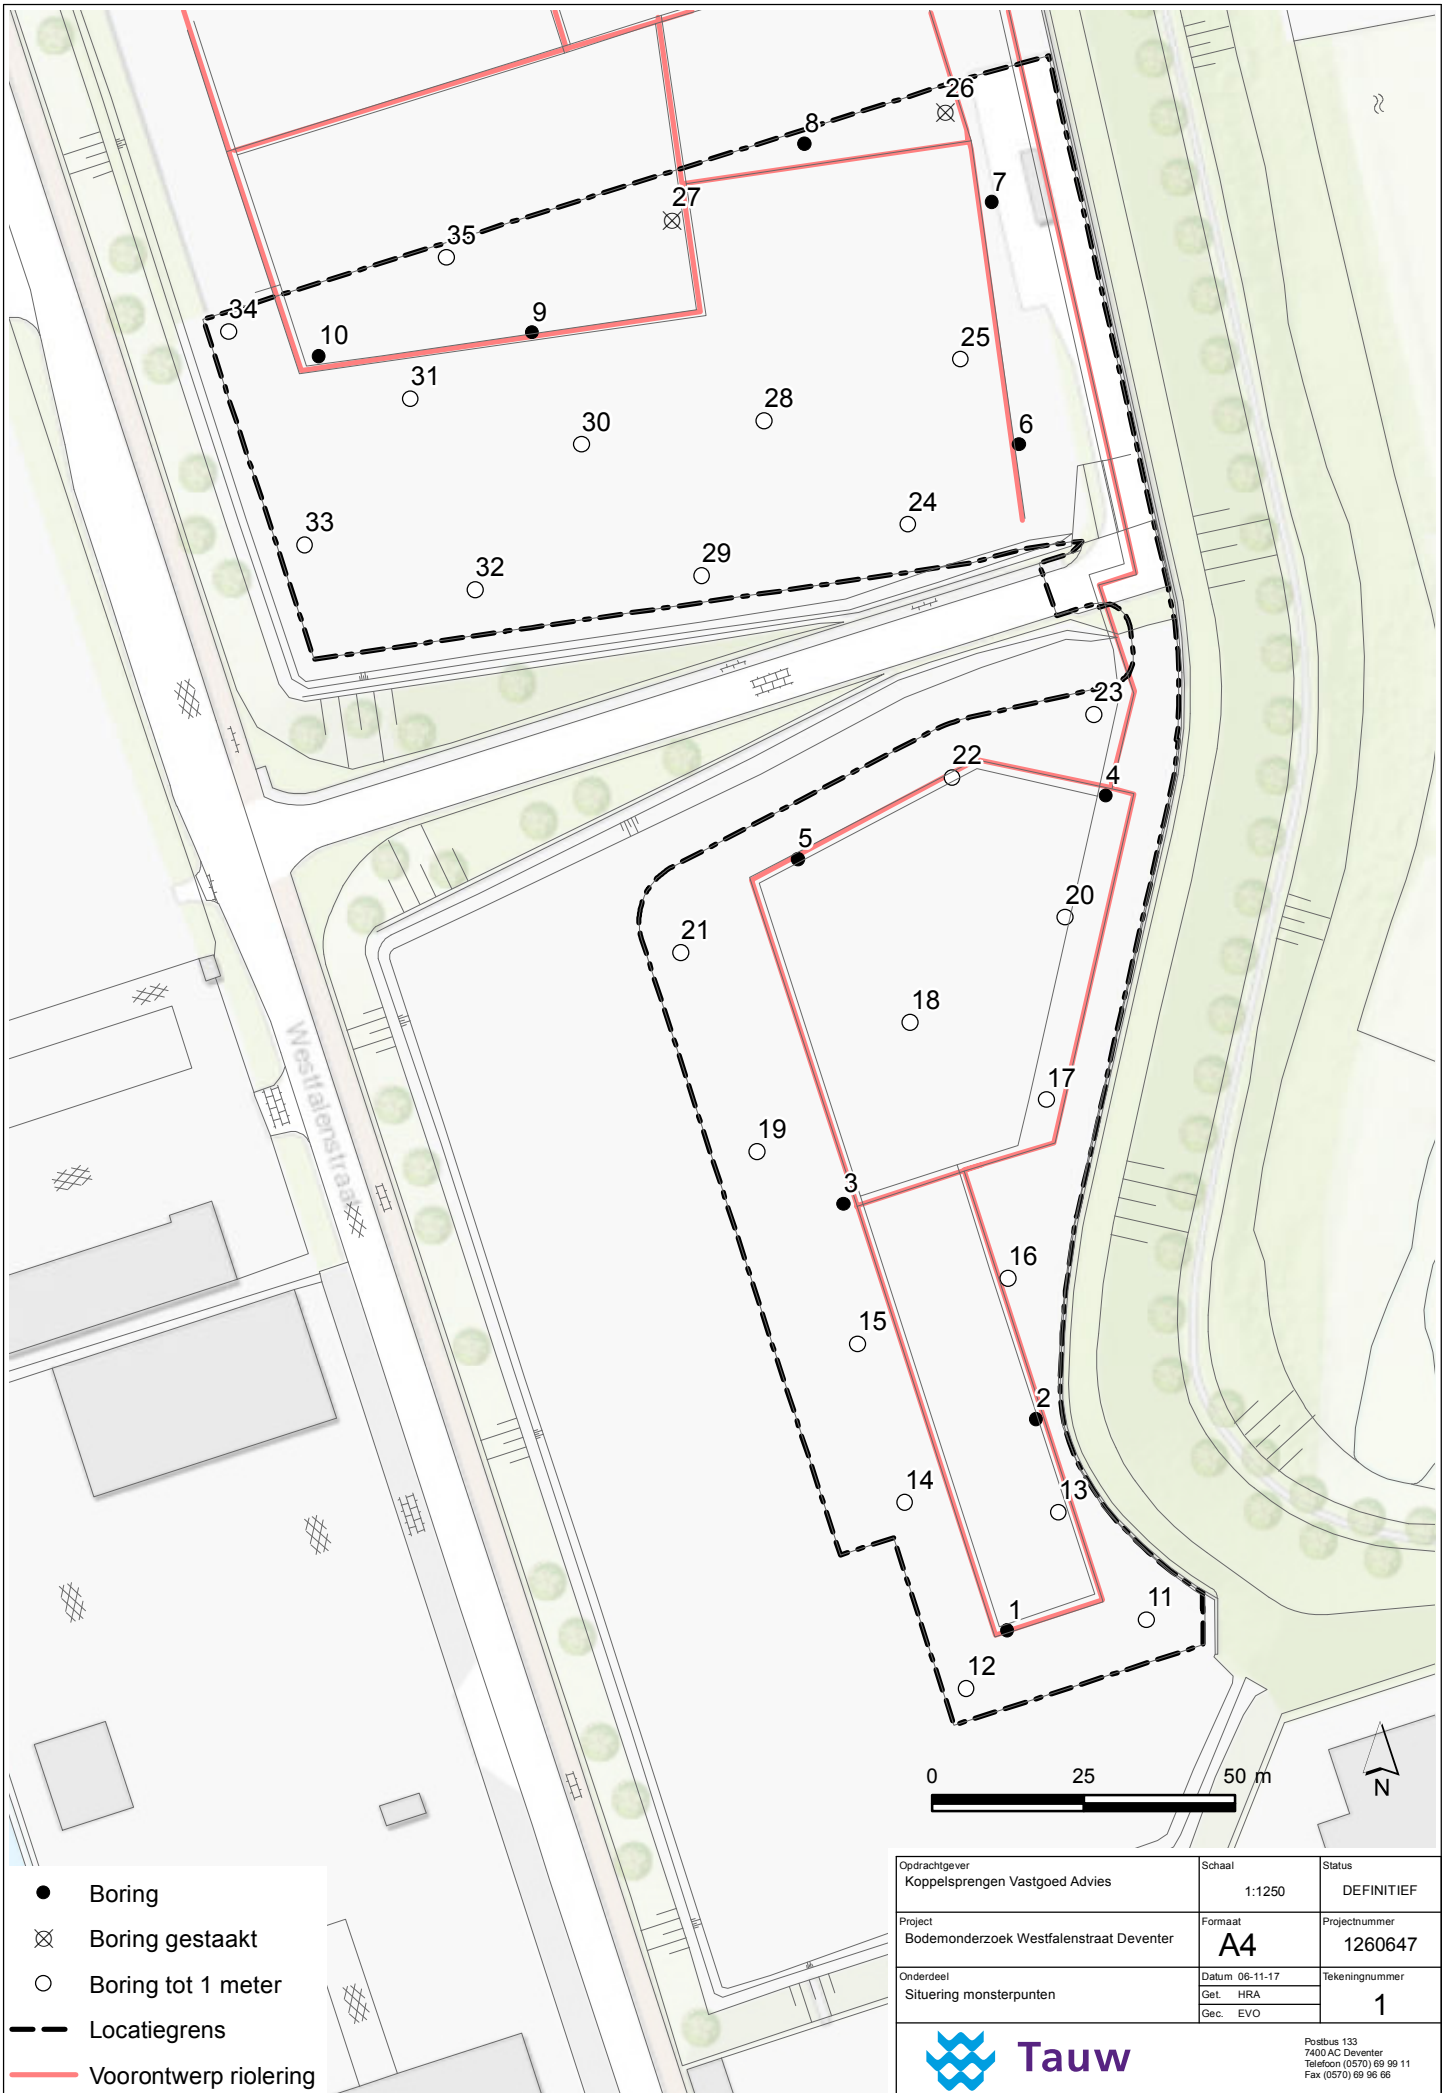 26
8
7
27
35
34
10
9
31
25
30
28
6
33
24
32
29
23
22
4
5
20
21
18
17
19
3
16
15
2
14
13
1
11
12
Westfalenstraat
0 25 50 m
N
Boring
Boring gestaakt
Boring tot 1 meter
Locatiegrens
Voorontwerp riolering
Opdrachtgever
Koppelsprengen Vastgoed Advies
Schaal
1:1250
Status
DEFINITIEF
Project
Bodemonderzoek Westfalenstraat Deventer
Formaat
A4
Projectnummer
1260647
Onderdeel
Situering monsterpunten
Datum 06-11-17
Get. HRA
Gec. EVO
Tekeningnummer
1
Tauw
Postbus 133
7400 AC Deventer
Telefoon (0570) 69 99 11
Fax (0570) 69 96 66